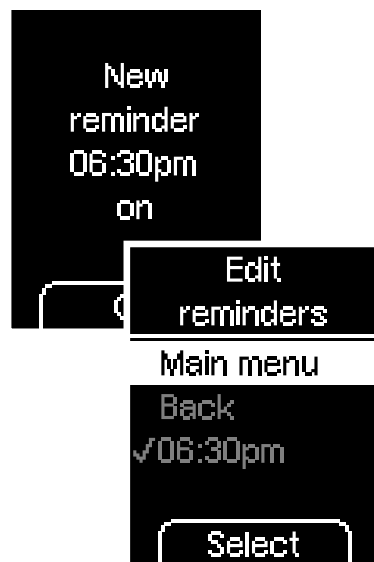 New
reminder
06:30pm
on
Edit
reminders
Main menu
Back
✓06:30pm
Select